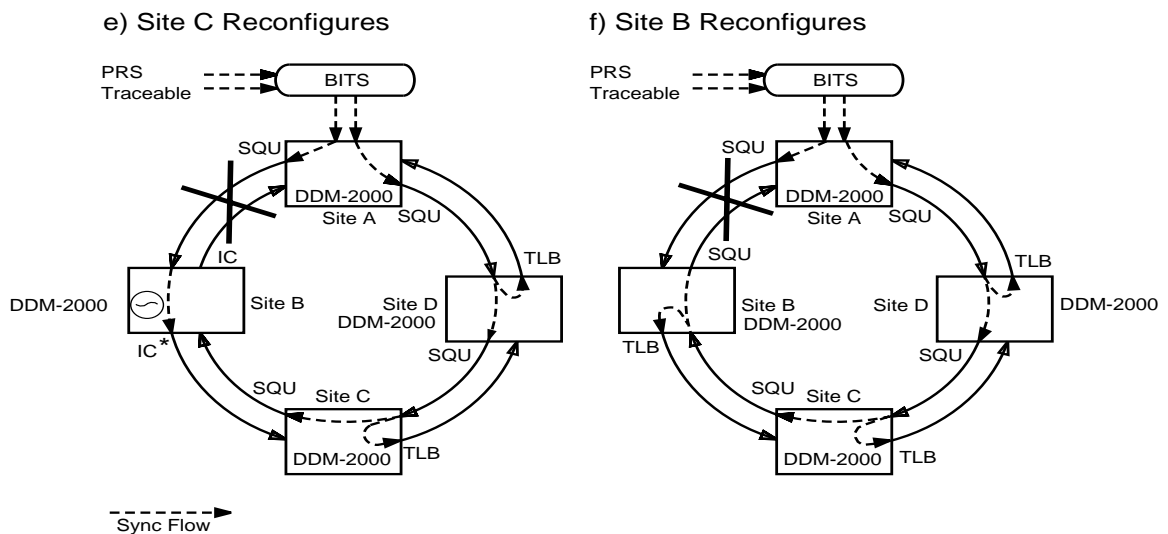 e) Site C Reconfigures
PRS
Traceable
BITS
SQU
DDM-2000
Site A
SQU
IC
TLB
DDM-2000
Site B
Site D
DDM-2000
IC*
SQU
SQU
Site C
DDM-2000
TLB
Sync Flow
f) Site B Reconfigures
PRS
Traceable
BITS
SQU
DDM-2000
Site A
SQU
SQU
TLB
Site B
DDM-2000
Site D
DDM-2000
TLB
SQU
SQU
Site C
DDM-2000
TLB